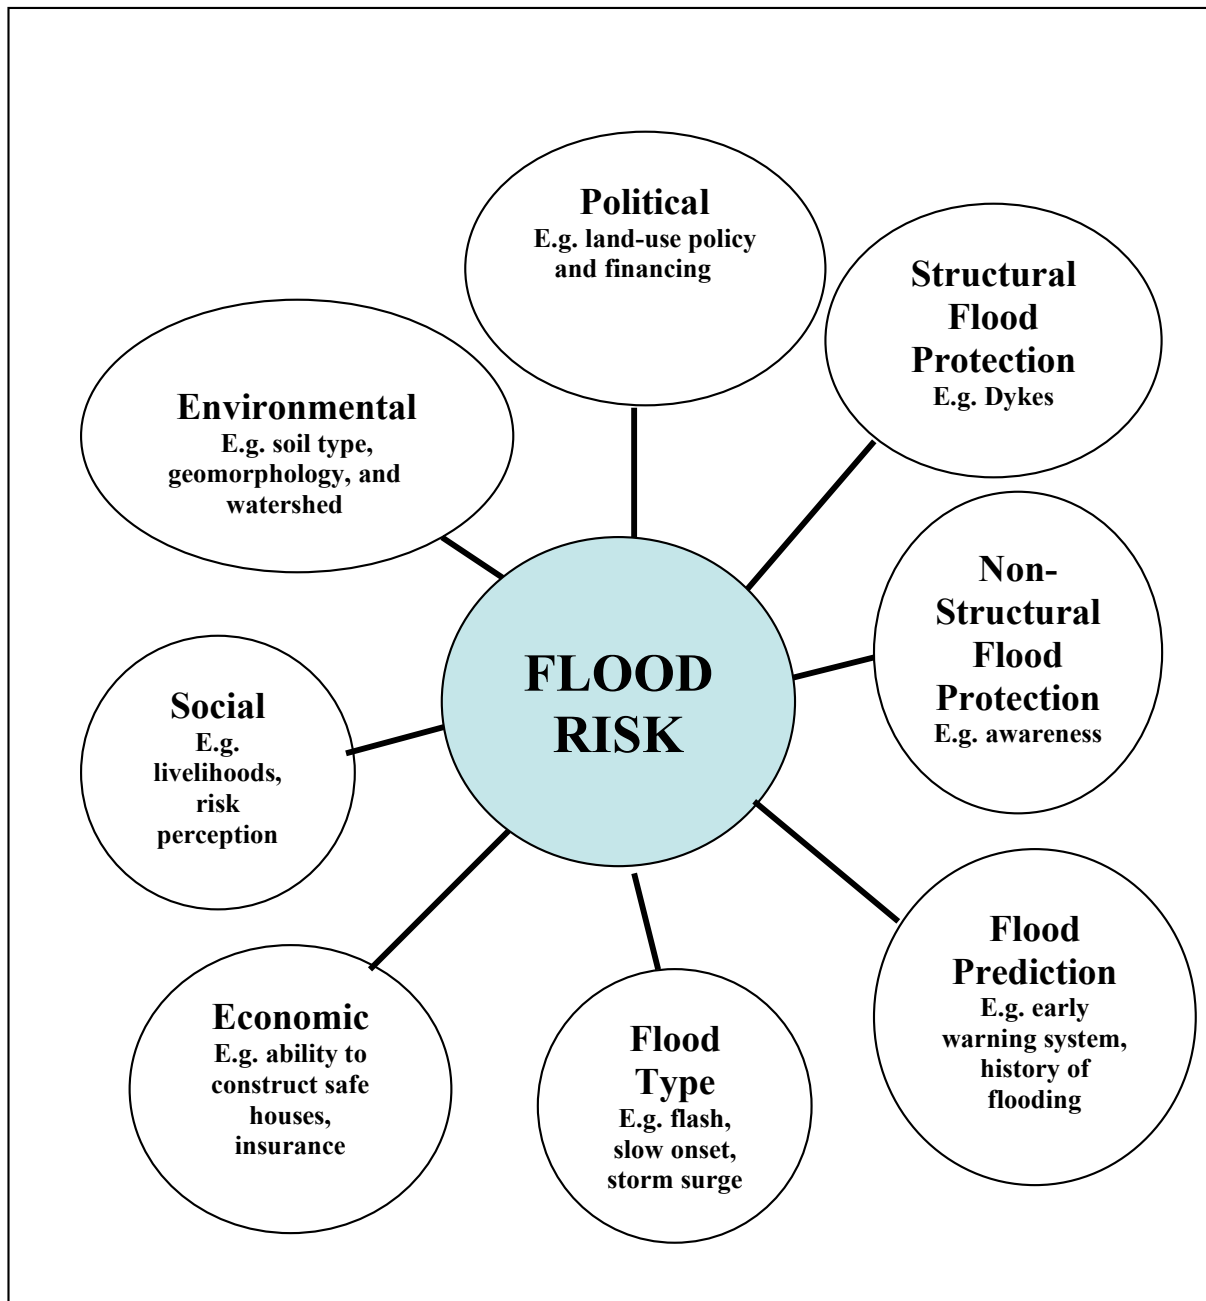 Political
E.g. land-use policy
and financing
Structural
Flood
Protection
E.g. Dykes
Environmental
E.g. soil type,
geomorphology, and
watershed
Non-
Structural
Flood
Protection
E.g. awareness
FLOOD
RISK
Social
E.g.
livelihoods,
risk
perception
Flood
Prediction
E.g. early
warning system,
history of
flooding
Economic
E.g. ability to
construct safe
houses,
insurance
Flood
Type
E.g. flash,
slow onset,
storm surge